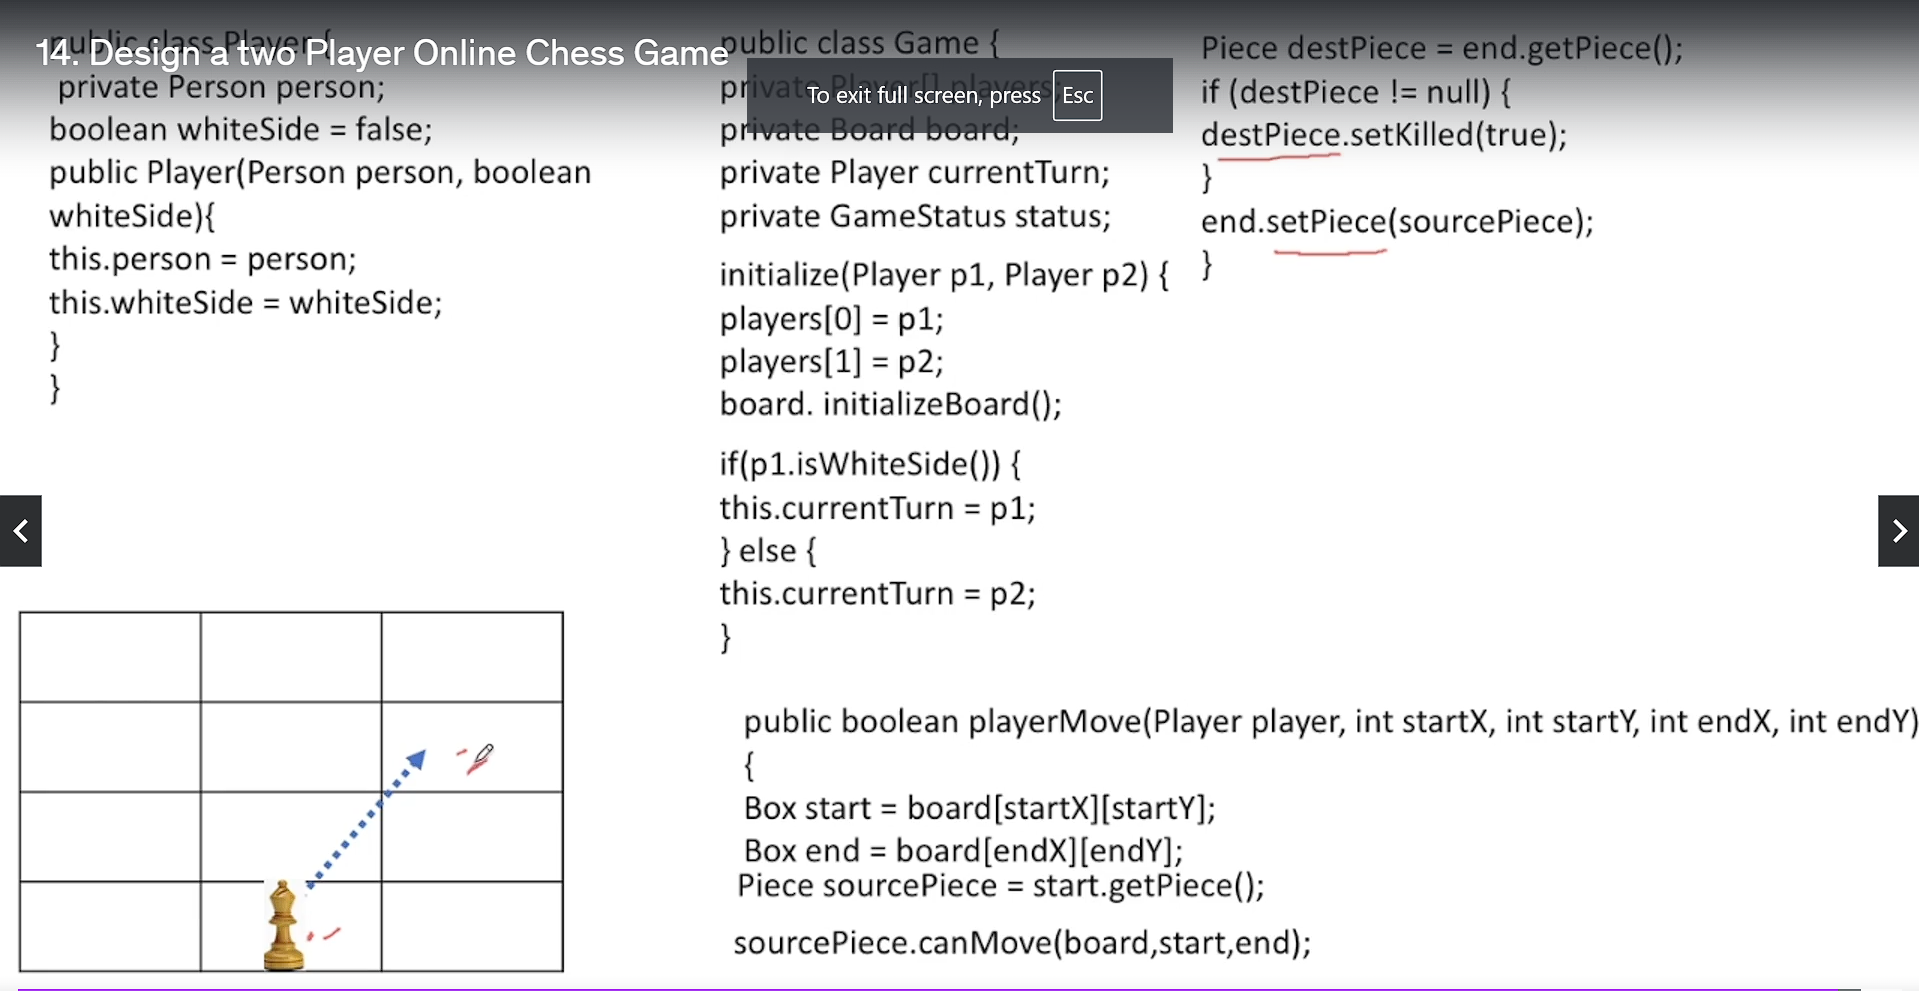 14. Design a two Player Online Chess Game
To exit full screen, press Esc
public class Player {
private Person person;
boolean whiteSide = false;
public Player(Person person, boolean
whiteSide){
this.person = person;
this.whiteSide = whiteSide;
}
}
public class Game {
private Player[] players;
private Board board;
private Player currentTurn;
private GameStatus status;
initialize(Player p1, Player p2) {
players[0] = p1;
players[1] = p2;
board. initializeBoard();
if(p1.isWhiteSide()) {
this.currentTurn = p1;
} else {
this.currentTurn = p2;
}
public boolean playerMove(Player player, int startX, int startY, int endX, int endY)
{
Box start = board[startX][startY];
Box end = board[endX][endY];
Piece sourcePiece = start.getPiece();
sourcePiece.canMove(board,start,end);
Piece destPiece = end.getPiece();
if (destPiece != null) {
destPiece.setKilled(true);
}
end.setPiece(sourcePiece);
}